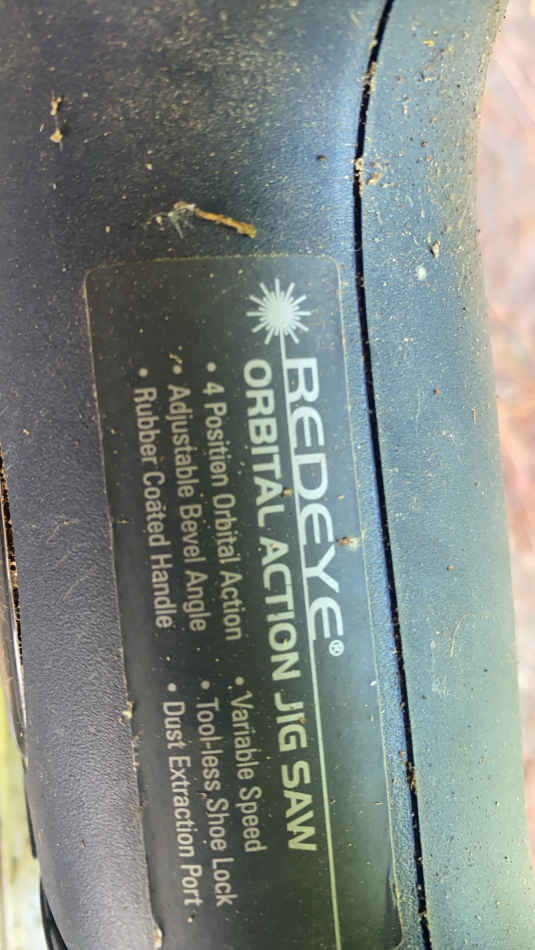 REDEYE®
ORBITAL ACTION JIG SAW
• 4 Position Orbital Action • Variable Speed
• Adjustable Bevel Angle • Tool-less Shoe Lock
• Rubber Coated Handle • Dust Extraction Port